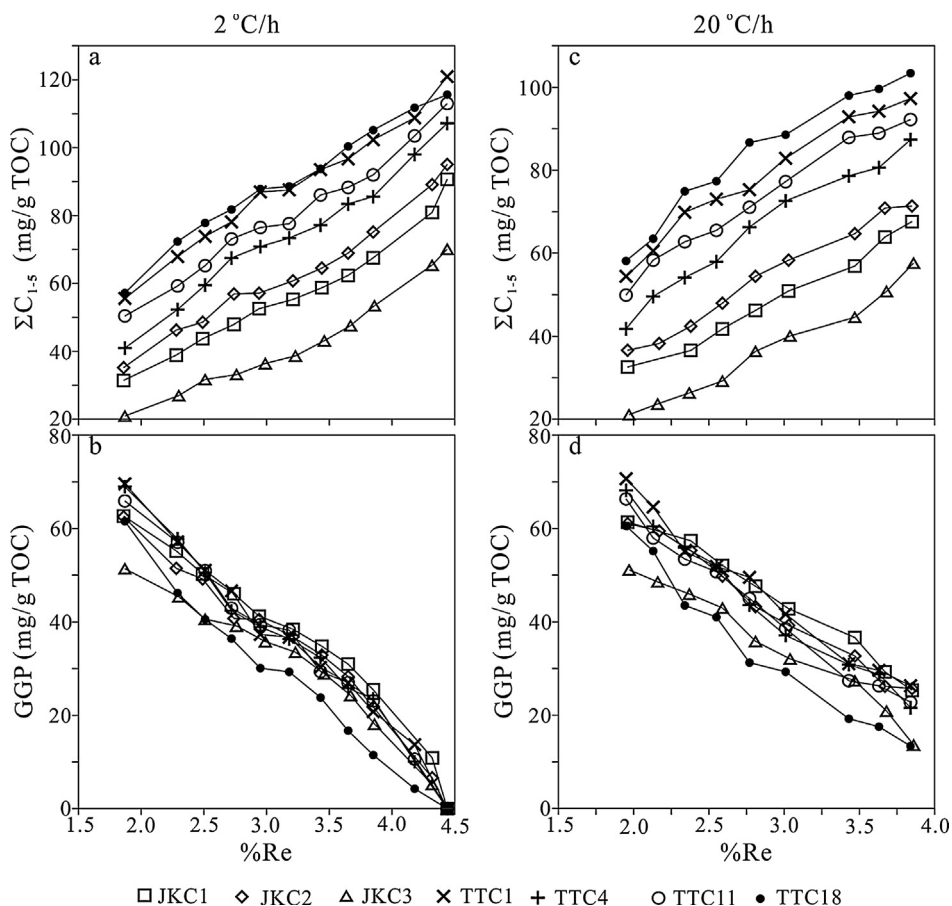 2 °C/h 20 °C/h
a
ΣC₁₋₅ (mg/g TOC)
120
100
80
60
40
20
c
ΣC₁₋₅ (mg/g TOC)
100
80
60
40
20
b
GGP (mg/g TOC)
80
60
40
20
0
1.5 2.0 2.5 3.0 3.5 4.0 4.5
%Re
d
GGP (mg/g TOC)
80
60
40
20
0
1.5 2.0 2.5 3.0 3.5 4.0
%Re
JKC1 JKC2 JKC3 TTC1 TTC4 TTC11 TTC18